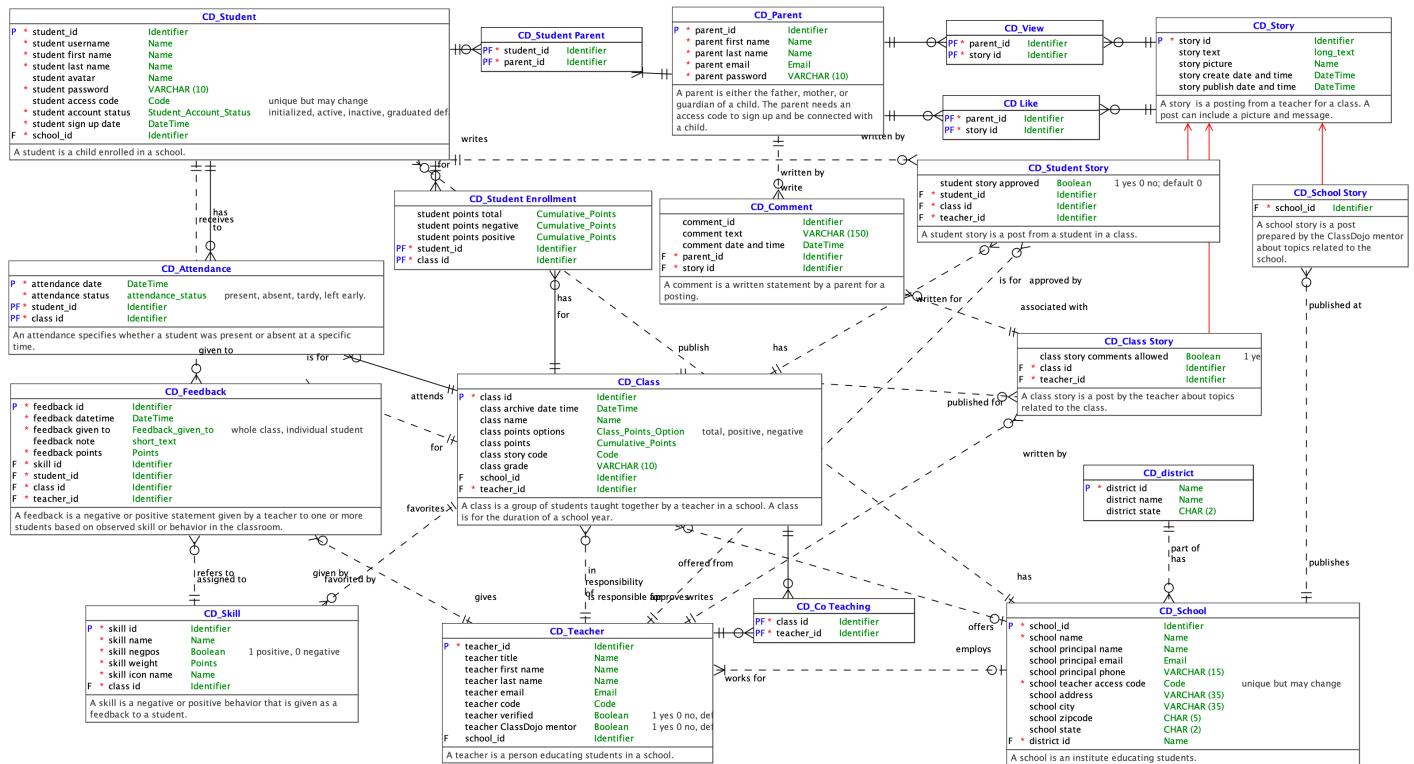 CD_Student
P * student_id Identifier
student username Name
* student first name Name
* student last name Name
student avatar Name
* student password VARCHAR (10)
student access code Code unique but may change
* student account status Student_Account_Status initialized, active, inactive, graduated def
* student sign up date DateTime
F * school_id Identifier
A student is a child enrolled in a school.
CD_Student Parent
PF * student_id Identifier
PF * parent_id Identifier
CD_Parent
P * parent_id Identifier
* parent first name Name
* parent last name Name
* parent email Email
* parent password VARCHAR (10)
A parent is either the father, mother, or
guardian of a child. The parent needs an
access code to sign up and be connected with
a child.
CD_View
PF * parent_id Identifier
PF * story id Identifier
CD Like
PF * parent_id Identifier
PF * story id Identifier
CD_Story
P * story id Identifier
story text long_text
story picture Name
story create date and time DateTime
story publish date and time DateTime
A story is a posting from a teacher for a class. A
post can include a picture and message.
writes
written by
for
written by
write
has
receives
to
CD_Student Enrollment
student points total Cumulative_Points
student points negative Cumulative_Points
student points positive Cumulative_Points
PF * student_id Identifier
PF * class id Identifier
CD_Comment
comment_id Identifier
comment text VARCHAR (150)
comment date and time DateTime
F * parent_id Identifier
F * story id Identifier
A comment is a written statement by a parent for a
posting.
CD_Student Story
student story approved Boolean 1 yes 0 no; default 0
F * student_id Identifier
F * class id Identifier
F * teacher_id Identifier
A student story is a post from a student in a class.
CD_School Story
F * school_id Identifier
A school story is a post
prepared by the ClassDojo mentor
about topics related to the
school.
CD_Attendance
P * attendance date DateTime
* attendance status attendance_status present, absent, tardy, left early.
PF * student_id Identifier
PF * class id Identifier
An attendance specifies whether a student was present or absent at a specific
time.
has
for
is for approved by
written for
associated with
published at
given to
is for
publish
has
attends
for
published for
CD_Class Story
class story comments allowed Boolean 1 ye
F * class id Identifier
F * teacher_id Identifier
A class story is a post by the teacher about topics
related to the class.
CD_Feedback
P * feedback id Identifier
* feedback datetime DateTime
* feedback given to Feedback_given_to whole class, individual student
feedback note short_text
* feedback points Points
F * skill id Identifier
F * student_id Identifier
F * class id Identifier
F * teacher_id Identifier
A feedback is a negative or positive statement given by a teacher to one or more
students based on observed skill or behavior in the classroom.
CD_Class
P * class id Identifier
class archive date time DateTime
class name Name
class points options Class_Points_Option total, positive, negative
class points Cumulative_Points
class story code Code
class grade VARCHAR (10)
F school_id Identifier
F * teacher_id Identifier
A class is a group of students taught together by a teacher in a school. A class
is for the duration of a school year.
written by
CD_district
P * district id Name
district name Name
district state CHAR (2)
favorites
part of
has
publishes
refers to
assigned to
given by
favorited by
gives
in
responsibility
of
is responsible for
approves
writes
offered from
has
offers
employs
works for
CD_Skill
P * skill id Identifier
* skill name Name
* skill negpos Boolean 1 positive, 0 negative
* skill weight Points
* skill icon name Name
F * class id Identifier
A skill is a negative or positive behavior that is given as a
feedback to a student.
CD_Teacher
P * teacher_id Identifier
teacher title Name
teacher first name Name
teacher last name Name
teacher email Email
teacher code Code
teacher verified Boolean 1 yes 0 no, def
teacher ClassDojo mentor Boolean 1 yes 0 no, def
F school_id Identifier
A teacher is a person educating students in a school.
CD_Co Teaching
PF * class id Identifier
PF * teacher_id Identifier
CD_School
P * school_id Identifier
* school name Name
school principal name Name
school principal email Email
school principal phone VARCHAR (15)
* school teacher access code Code unique but may change
school address VARCHAR (35)
school city VARCHAR (35)
school zipcode CHAR (5)
school state CHAR (2)
F * district id Name
A school is an institute educating students.